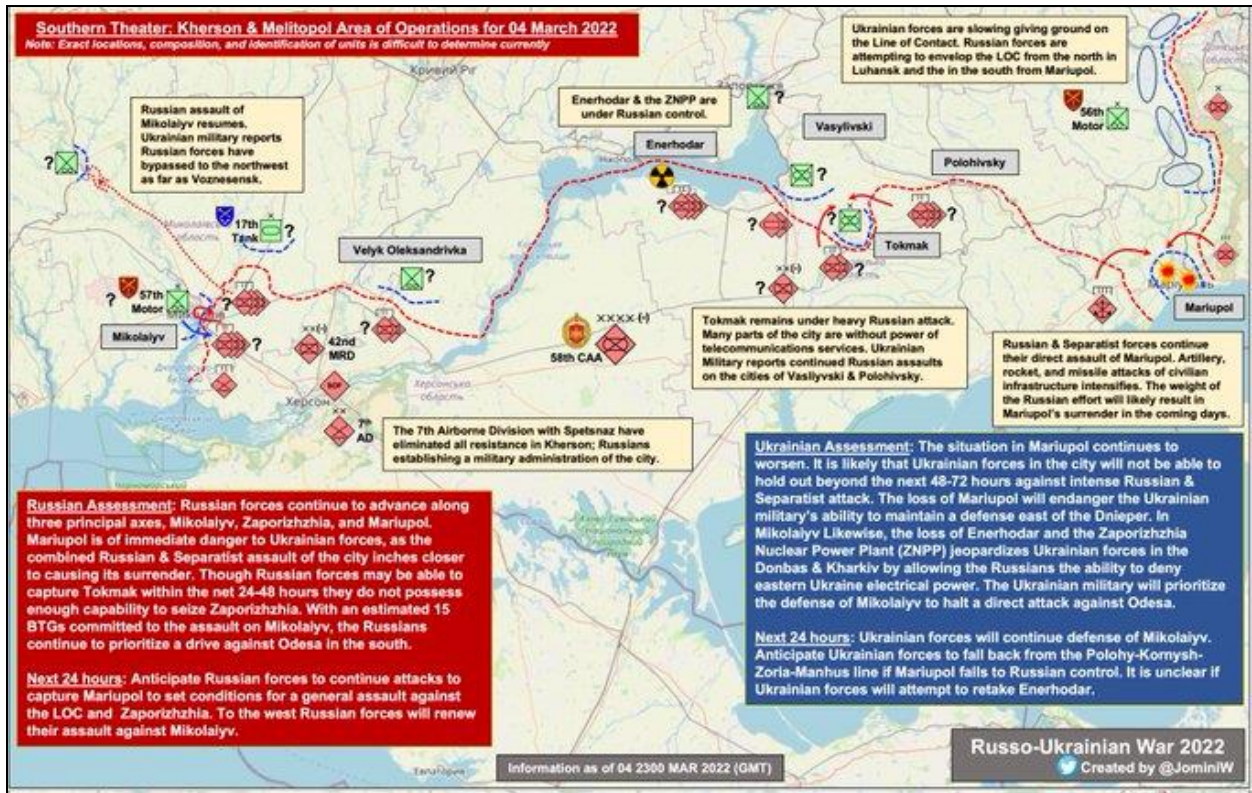 Southern Theater: Kherson & Melitopol Area of Operations for 04 March 2022
Note: Exact locations, composition, and identification of units is difficult to determine currently
Ukrainian forces are slowing giving ground on
the Line of Contact. Russian forces are
attempting to envelop the LOC from the north in
Luhansk and the in the south from Mariupol.
Кривий Ріг
Russian assault of
Mikolaiyv resumes.
Ukrainian military reports
Russian forces have
bypassed to the northwest
as far as Voznesensk.
Enerhodar & the ZNPP are
under Russian control.
?
56th
Motor
Vasylivski
Enerhodar
Polohivsky
?
?
?
17th
Tank
?
Velyk Oleksandrivka
?
?
?
Tokmak
××(-)
?
?
57th
Motor
?
Mikolaiyv
?
××(-)
42nd
MRD
?
58th CAA
××××(-)
Mariupol
Tokmak remains under heavy Russian attack.
Many parts of the city are without power of
telecommunications services. Ukrainian
Military reports continued Russian assaults
on the cities of Vasilyvski & Polohivsky.
Russian & Separatist forces continue
their direct assault of Mariupol. Artillery,
rocket, and missile attacks of civilian
infrastructure intensifies. The weight of
the Russian effort will likely result in
Mariupol's surrender in the coming days.
SOF
Херсон
Херсонська
область
××
7th
AD
The 7th Airborne Division with Spetsnaz have
eliminated all resistance in Kherson; Russians
establishing a military administration of the city.
Russian Assessment: Russian forces continue to advance along
three principal axes, Mikolaiyv, Zaporizhzhia, and Mariupol.
Mariupol is of immediate danger to Ukrainian forces, as the
combined Russian & Separatist assault of the city inches closer
to causing its surrender. Though Russian forces may be able to
capture Tokmak within the net 24-48 hours they do not possess
enough capability to seize Zaporizhzhia. With an estimated 15
BTGs committed to the assault on Mikolaiyv, the Russians
continue to prioritize a drive against Odesa in the south.
Next 24 hours: Anticipate Russian forces to continue attacks to
capture Mariupol to set conditions for a general assault against
the LOC and Zaporizhzhia. To the west Russian forces will renew
their assault against Mikolaiyv.
Ukrainian Assessment: The situation in Mariupol continues to
worsen. It is likely that Ukrainian forces in the city will not be able to
hold out beyond the next 48-72 hours against intense Russian &
Separatist attack. The loss of Mariupol will endanger the Ukrainian
military's ability to maintain a defense east of the Dnieper. In
Mikolaiyv Likewise, the loss of Enerhodar and the Zaporizhzhia
Nuclear Power Plant (ZNPP) jeopardizes Ukrainian forces in the
Donbas & Kharkiv by allowing the Russians the ability to deny
eastern Ukraine electrical power. The Ukrainian military will prioritize
the defense of Mikolaiyv to halt a direct attack against Odesa.
Next 24 hours: Ukrainian forces will continue defense of Mikolaiyv.
Anticipate Ukrainian forces to fall back from the Polohy-Kornysh-
Zoria-Manhus line if Mariupol falls to Russian control. It is unclear if
Ukrainian forces will attempt to retake Enerhodar.
Євпаторія
Information as of 04 2300 MAR 2022 (GMT)
Russo-Ukrainian War 2022
Created by @JominiW